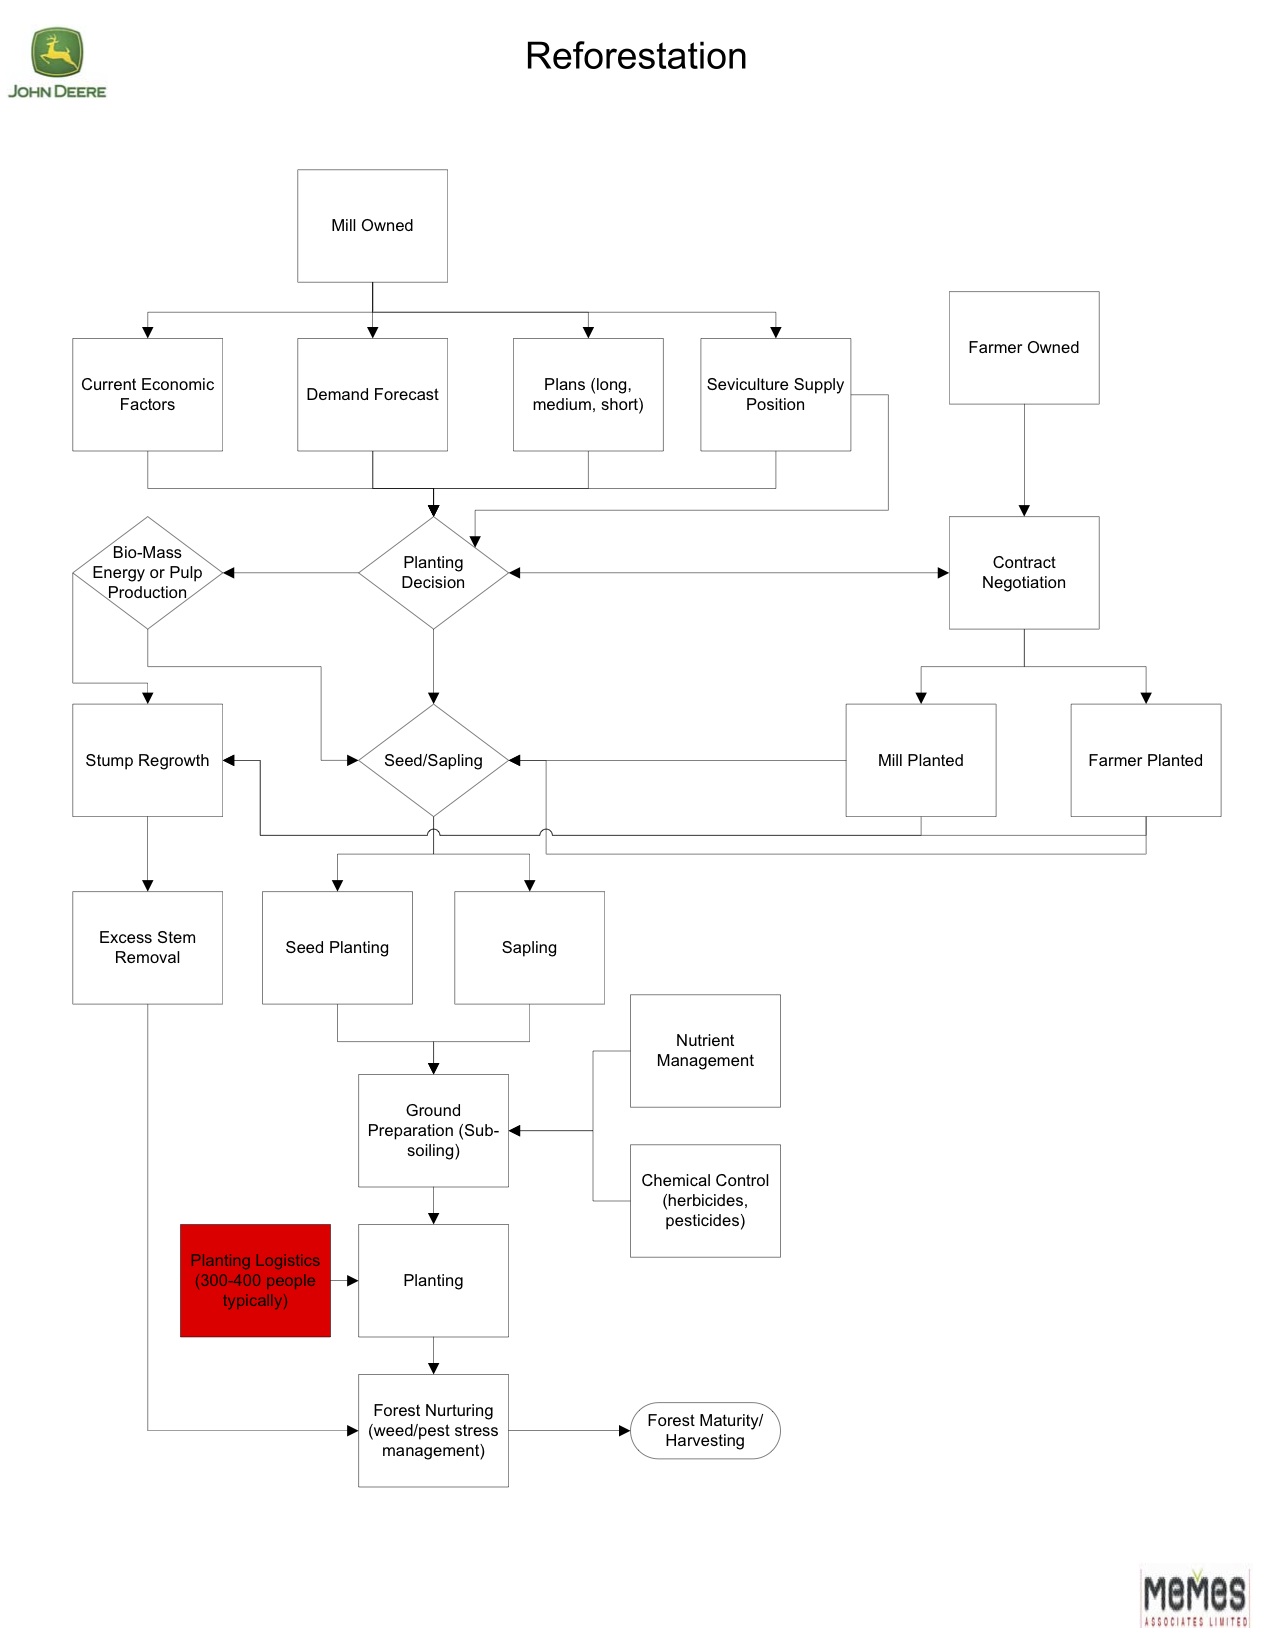 JOHN DEERE
Reforestation
Mill Owned
Farmer Owned
Current Economic
Factors
Demand Forecast
Plans (long,
medium, short)
Seviculture Supply
Position
Bio-Mass
Energy or Pulp
Production
Planting
Decision
Contract
Negotiation
Stump Regrowth
Seed/Sapling
Mill Planted
Farmer Planted
Excess Stem
Removal
Seed Planting
Sapling
Nutrient
Management
Ground
Preparation (Sub-
soiling)
Chemical Control
(herbicides,
pesticides)
Planting Logistics
(300-400 people
typically)
Planting
Forest Nurturing
(weed/pest stress
management)
Forest Maturity/
Harvesting
MeMes
ASSOCIATES LIMITED